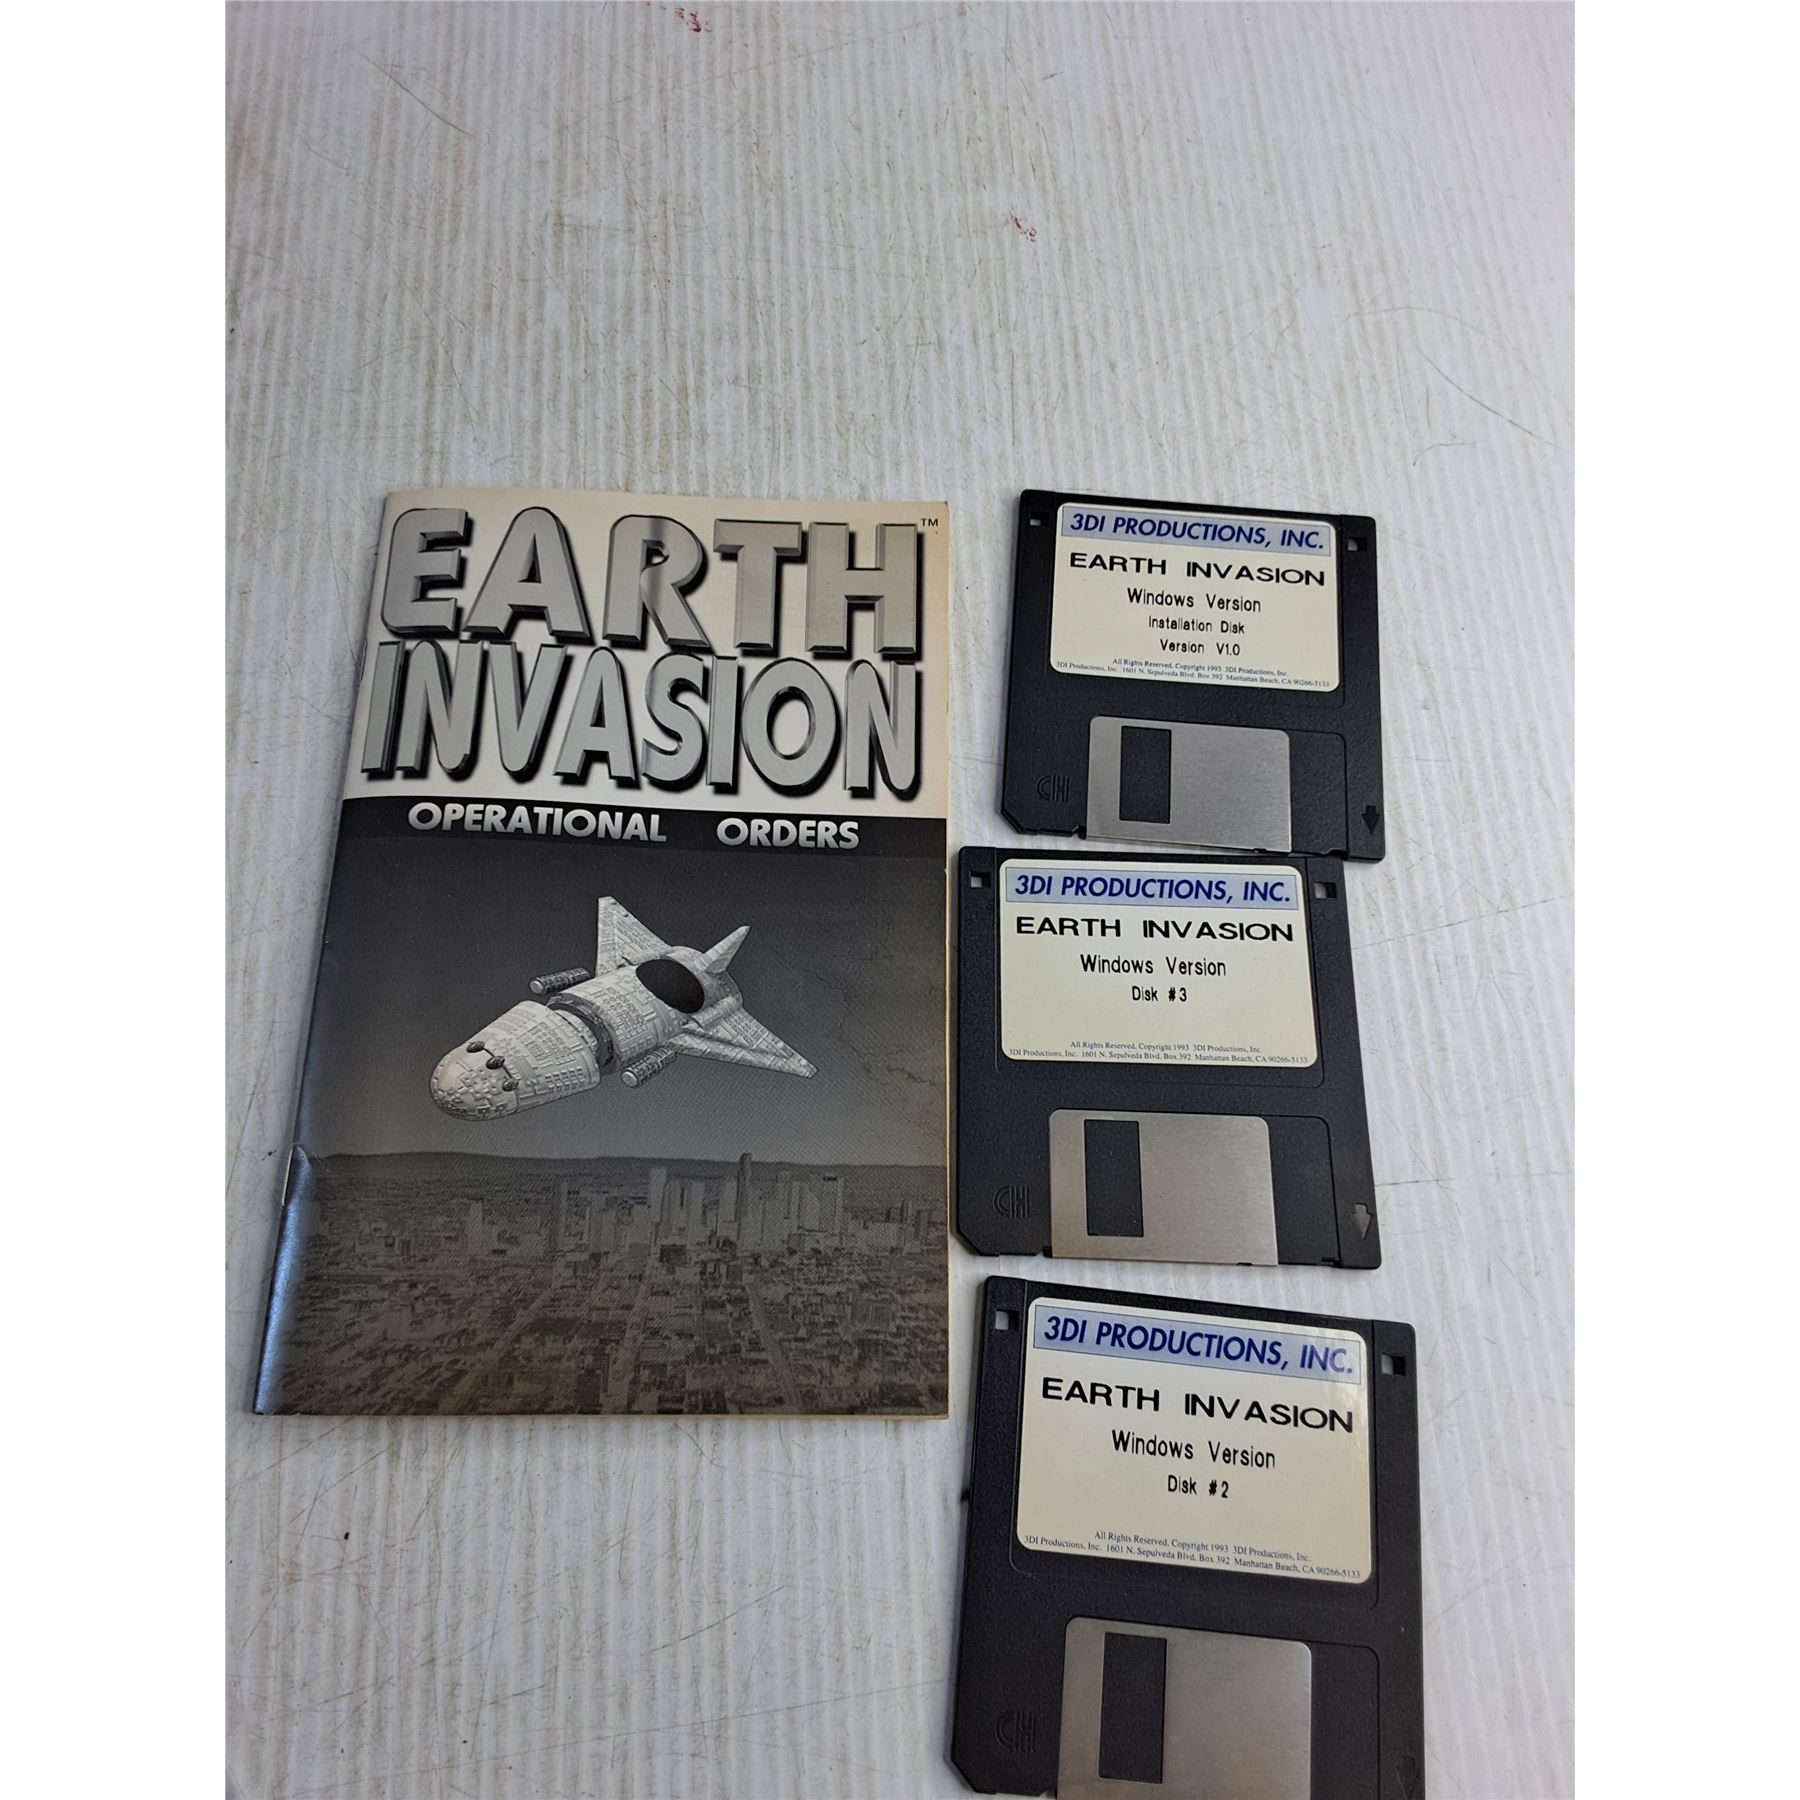 EARTH™
INVASION
OPERATIONAL ORDERS
3DI PRODUCTIONS, INC.
EARTH INVASION
Windows Version
Installation Disk
Version V1.0
All Rights Reserved. Copyright 1993 3DI Productions, Inc.
3DI Productions, Inc. 1601 N. Sepulveda Blvd. Box 392 Manhattan Beach, CA 90266-5133
CH
3DI PRODUCTIONS, INC.
EARTH INVASION
Windows Version
Disk #3
All Rights Reserved. Copyright 1993 3DI Productions, Inc.
3DI Productions, Inc. 1601 N. Sepulveda Blvd. Box 392 Manhattan Beach, CA 90266-5133
CH
3DI PRODUCTIONS, INC.
EARTH INVASION
Windows Version
Disk #2
All Rights Reserved. Copyright 1993 3DI Productions, Inc.
3DI Productions, Inc. 1601 N. Sepulveda Blvd. Box 392 Manhattan Beach, CA 90266-5133
CH